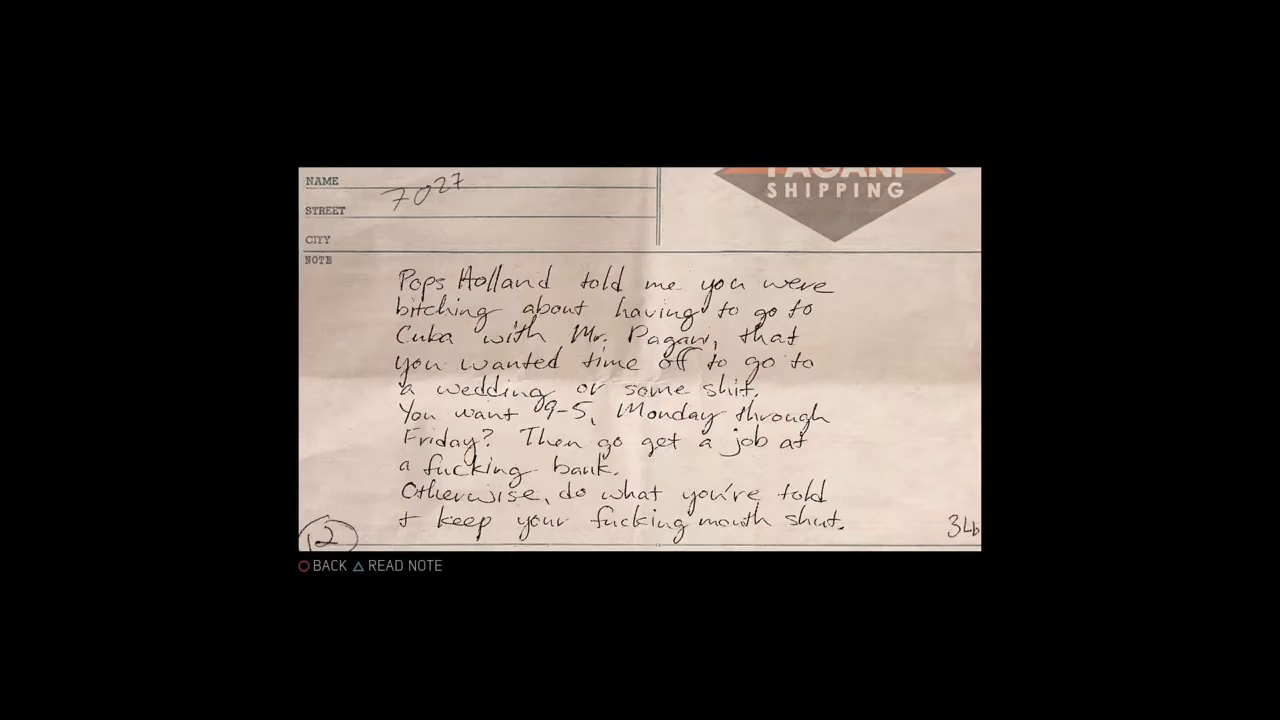 NAME
7027
STREET
CITY
NOTE
PAGANI
SHIPPING
Pops Holland told me you were
bitching about having to go to
Cuba with Mr. Pagani, that
you wanted time off to go to
a wedding or some shit.
You want 9-5, Monday through
Friday? Then go get a job at
a fucking bank.
Otherwise, do what you're told
+ keep your fucking mouth shut.
12
34b
BACK READ NOTE